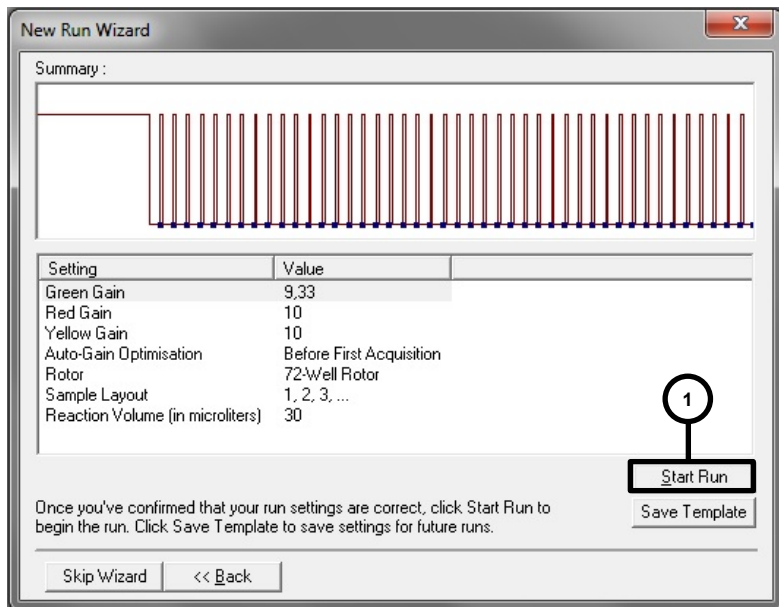 New Run Wizard
Summary :
Setting Value
Green Gain 9,33
Red Gain 10
Yellow Gain 10
Auto-Gain Optimisation Before First Acquisition
Rotor 72-Well Rotor
Sample Layout 1, 2, 3, ...
Reaction Volume (in microliters) 30
1
Start Run
Once you've confirmed that your run settings are correct, click Start Run to
begin the run. Click Save Template to save settings for future runs.
Save Template
Skip Wizard << Back